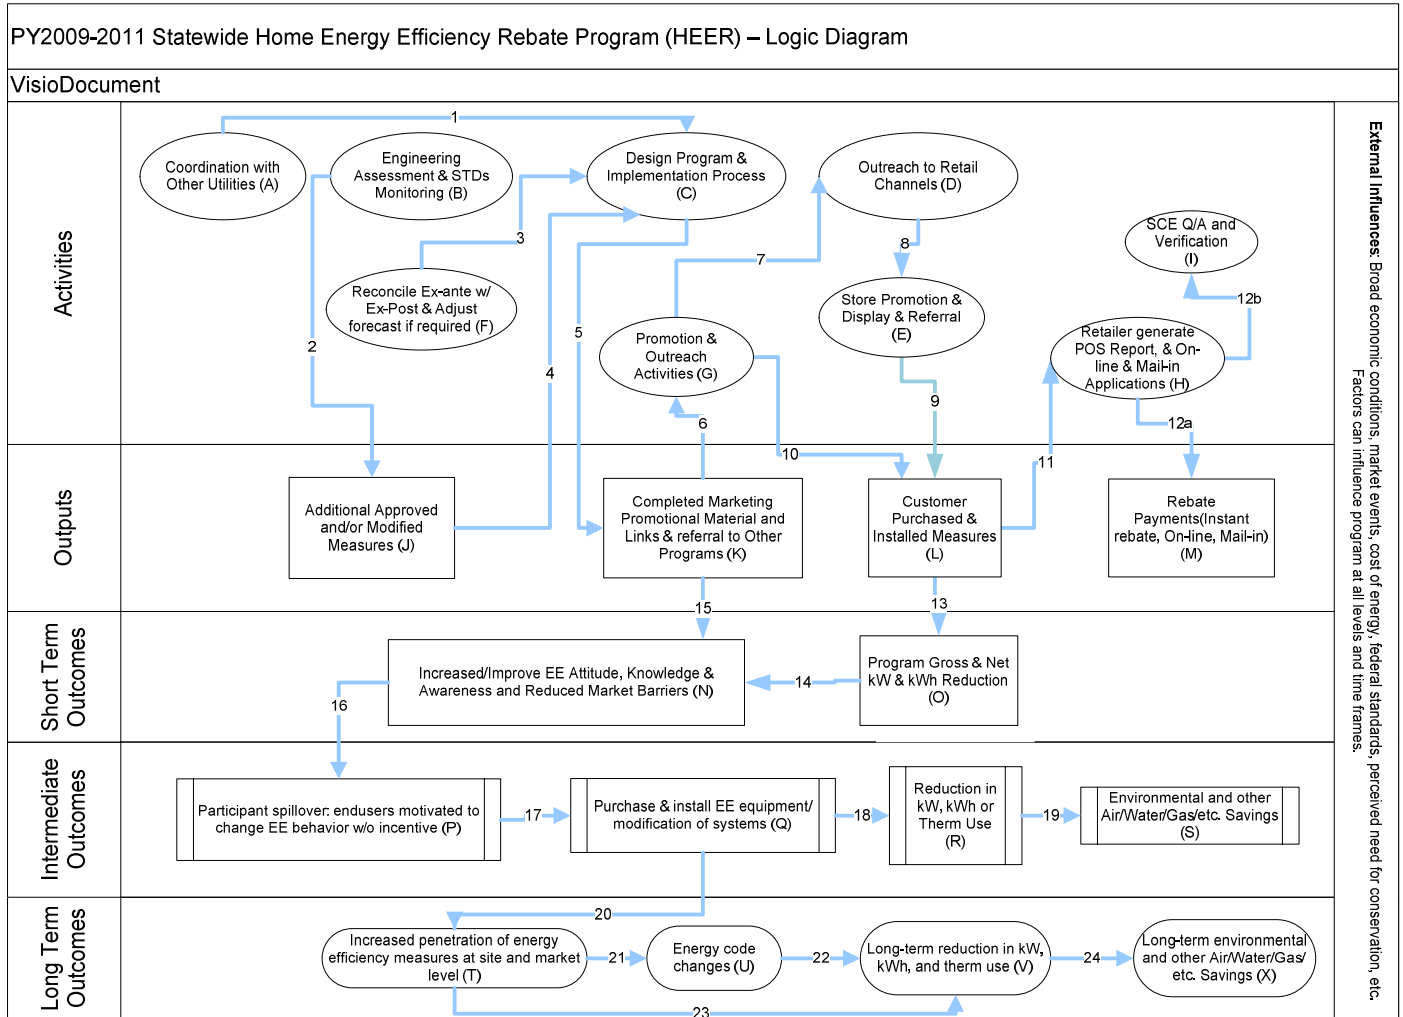 PY2009-2011 Statewide Home Energy Efficiency Rebate Program (HEER) – Logic Diagram
VisioDocument
Activities
1
Coordination with
Other Utilities (A)
Engineering
Assessment & STDs
Monitoring (B)
Design Program &
Implementation Process
(C)
Outreach to Retail
Channels (D)
SCE Q/A and
Verification
(I)
3
7
8
Reconcile Ex-ante w/
Ex-Post & Adjust
forecast if required (F)
Store Promotion &
Display & Referral
(E)
12b
2
4
5
Promotion &
Outreach
Activities (G)
Retailer generate
POS Report, & On-
line & Mail-in
Applications (H)
9
6
12a
10
11
Outputs
Additional Approved
and/or Modified
Measures (J)
Completed Marketing
Promotional Material and
Links & referral to Other
Programs (K)
Customer
Purchased &
Installed Measures
(L)
Rebate
Payments(Instant
rebate, On-line, Mail-in)
(M)
15
13
Short Term
Outcomes
Increased/Improve EE Attitude, Knowledge &
Awareness and Reduced Market Barriers (N)
14
Program Gross & Net
kW & kWh Reduction
(O)
16
Intermediate
Outcomes
Participant spillover: endusers motivated to
change EE behavior w/o incentive (P)
17
Purchase & install EE equipment/
modification of systems (Q)
18
Reduction in
kW, kWh or
Therm Use
(R)
19
Environmental and other
Air/Water/Gas/etc. Savings
(S)
20
Long Term
Outcomes
Increased penetration of energy
efficiency measures at site and market
level (T)
21
Energy code
changes (U)
22
Long-term reduction in kW,
kWh, and therm use (V)
24
Long-term environmental
and other Air/Water/Gas/
etc. Savings (X)
23
External Influences: Broad economic conditions, market events, cost of energy, federal standards, perceived need for conservation, etc.
Factors can influence program at all levels and time frames.